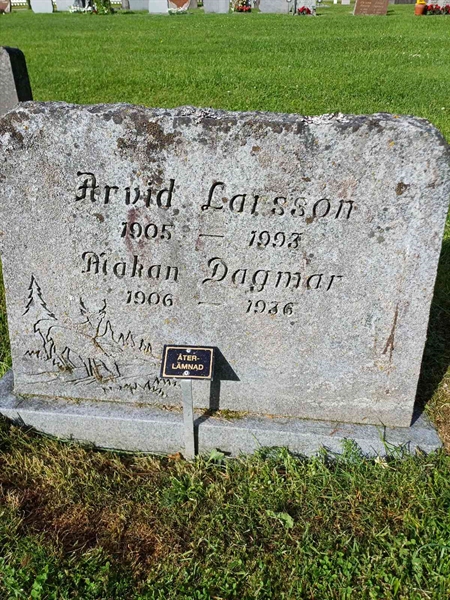 Arvid Larsson
1905 — 1993
Makan Dagmar
1906 — 1936
ÅTER-
LÄMNAD